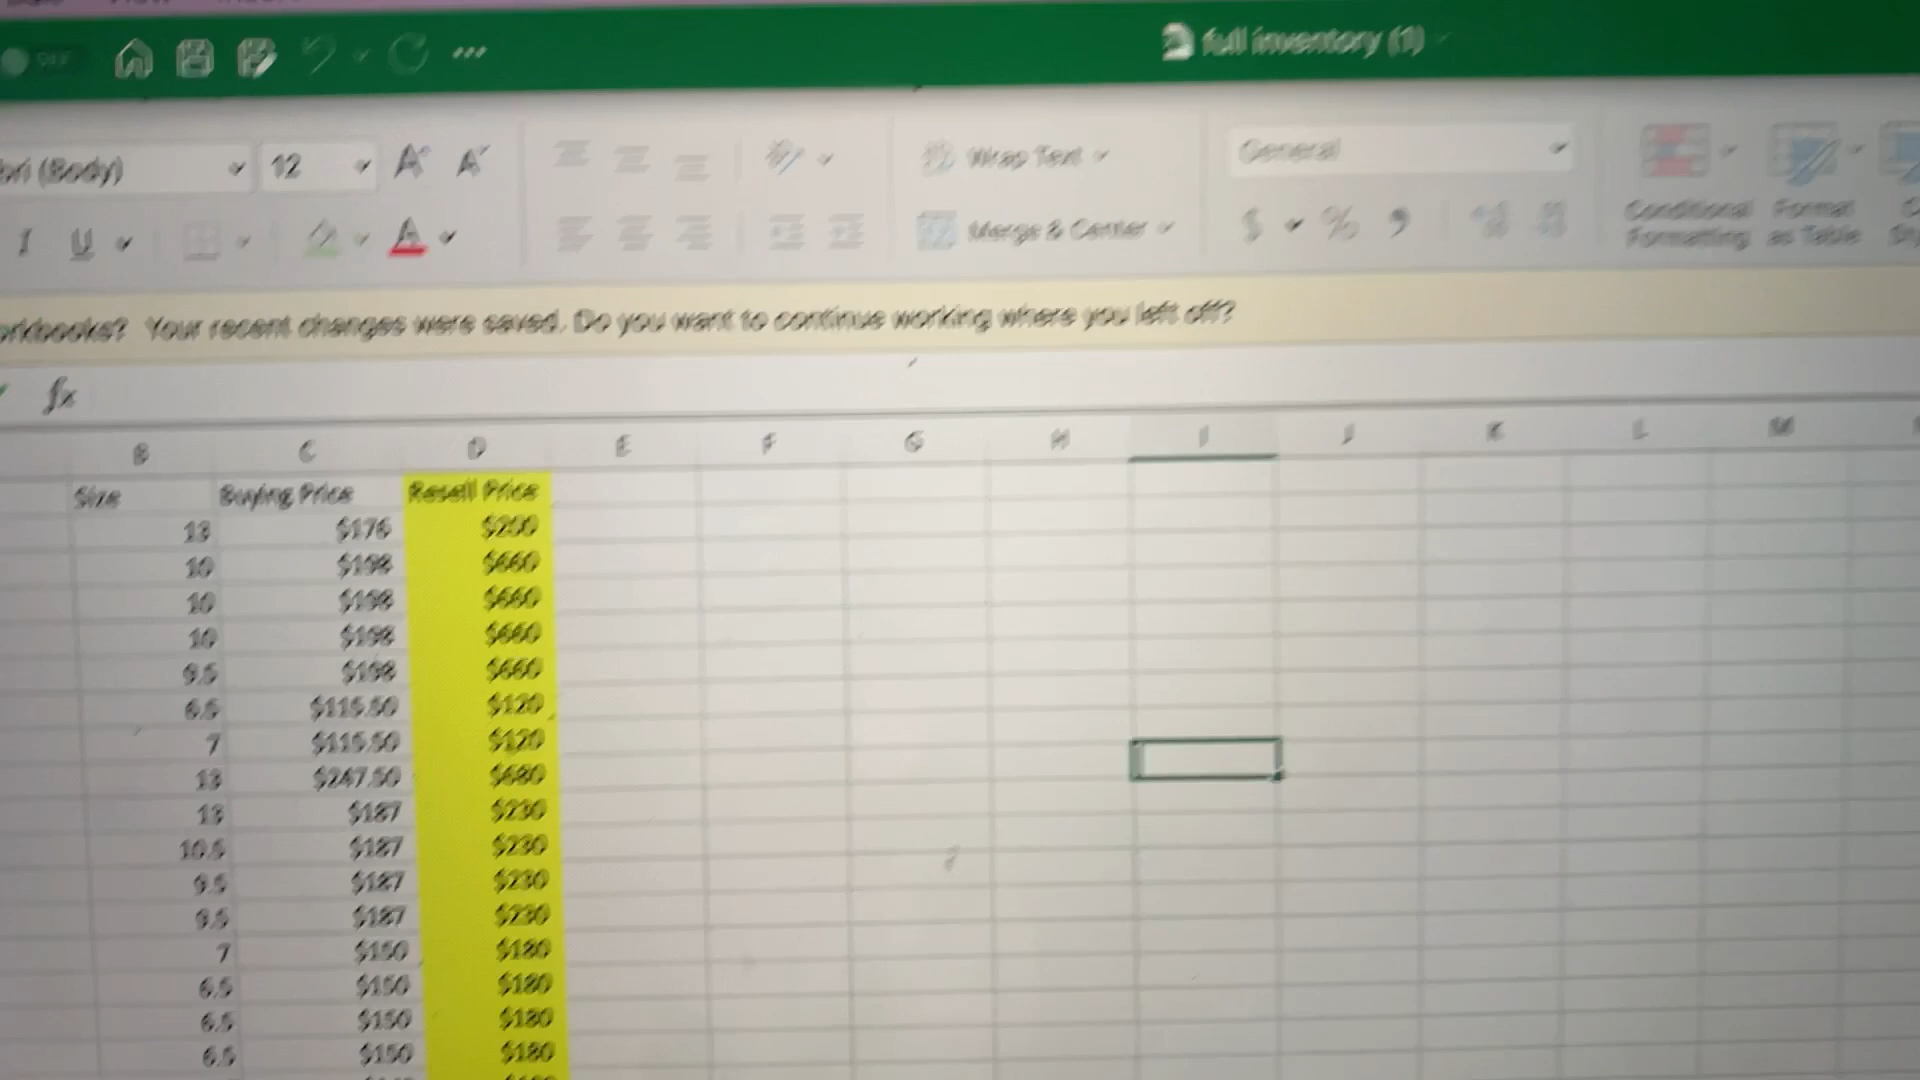 OFF
full inventory (1)
(Body) 12 A A
Wrap Text
General
I U A
Merge & Center
$ % ,
Conditional Formatting
Format as Table
Your recent changes were saved. Do you want to continue working where you left off?
fx
B C D E F G H I J K L M
Size Buying Price Resell Price
13 $176
10 $198 $660
10 $198 $660
10 $198 $660
9.5 $198 $660
6.5 $115.50 $120
7 $115.50 $120
13 $247.50 $680
13 $187 $230
10.5 $187 $230
9.5 $187 $230
9.5 $187 $230
7 $150 $180
6.5 $150 $180
6.5 $150 $180
6.5 $150 $180